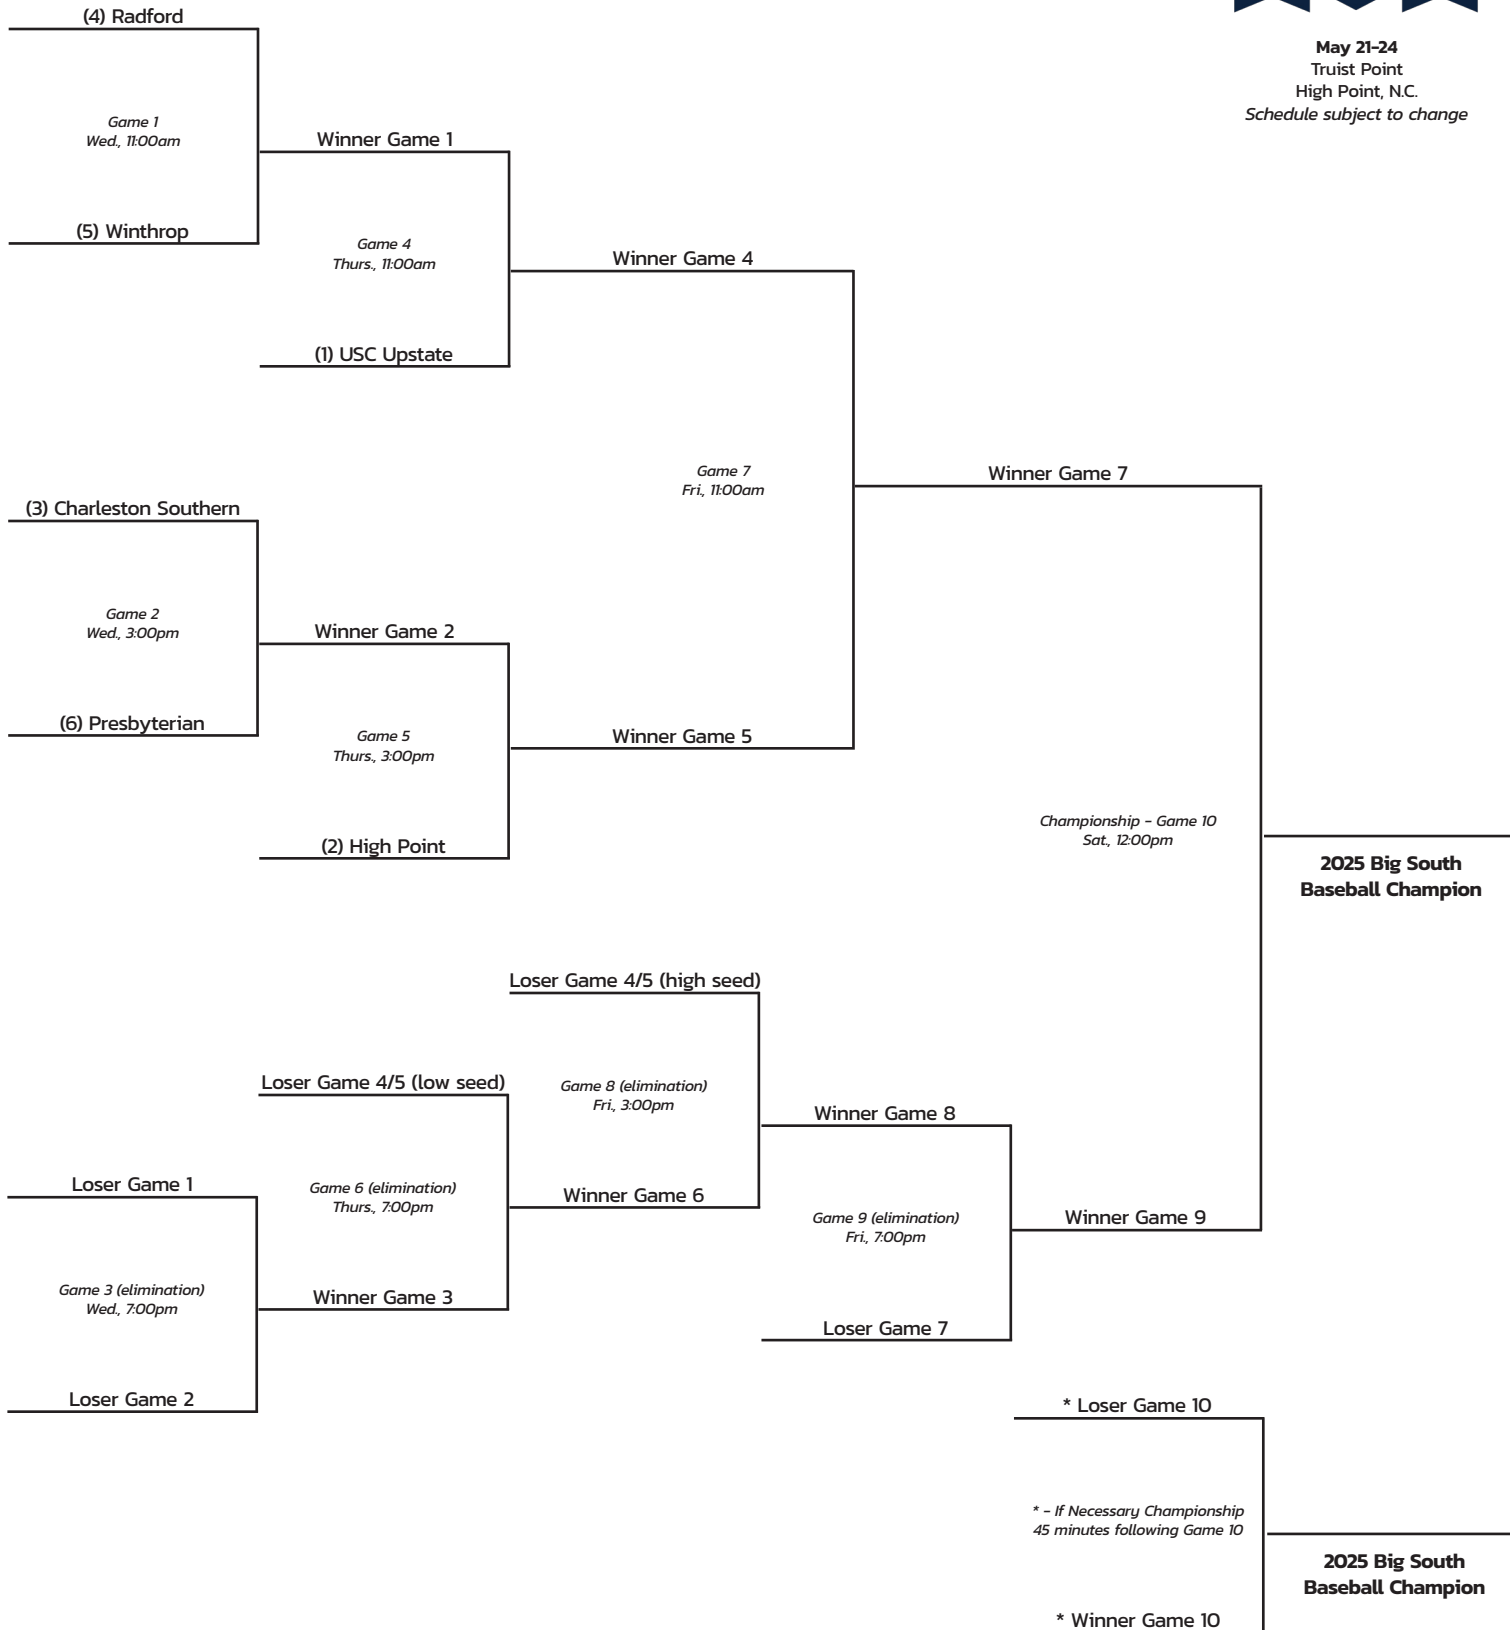 (4) Radford
May 21-24
Truist Point
High Point, N.C.
Schedule subject to change
Game 1
Wed., 11:00am
Winner Game 1
(5) Winthrop
Game 4
Thurs., 11:00am
Winner Game 4
(1) USC Upstate
Game 7
Fri., 11:00am
Winner Game 7
(3) Charleston Southern
Game 2
Wed., 3:00pm
Winner Game 2
(6) Presbyterian
Game 5
Thurs., 3:00pm
Winner Game 5
(2) High Point
Championship - Game 10
Sat., 12:00pm
2025 Big South
Baseball Champion
Loser Game 4/5 (high seed)
Loser Game 4/5 (low seed)
Game 8 (elimination)
Fri., 3:00pm
Winner Game 8
Loser Game 1
Game 6 (elimination)
Thurs., 7:00pm
Winner Game 6
Game 9 (elimination)
Fri., 7:00pm
Winner Game 9
Game 3 (elimination)
Wed., 7:00pm
Winner Game 3
Loser Game 7
Loser Game 2
* Loser Game 10
* - If Necessary Championship
45 minutes following Game 10
2025 Big South
Baseball Champion
* Winner Game 10